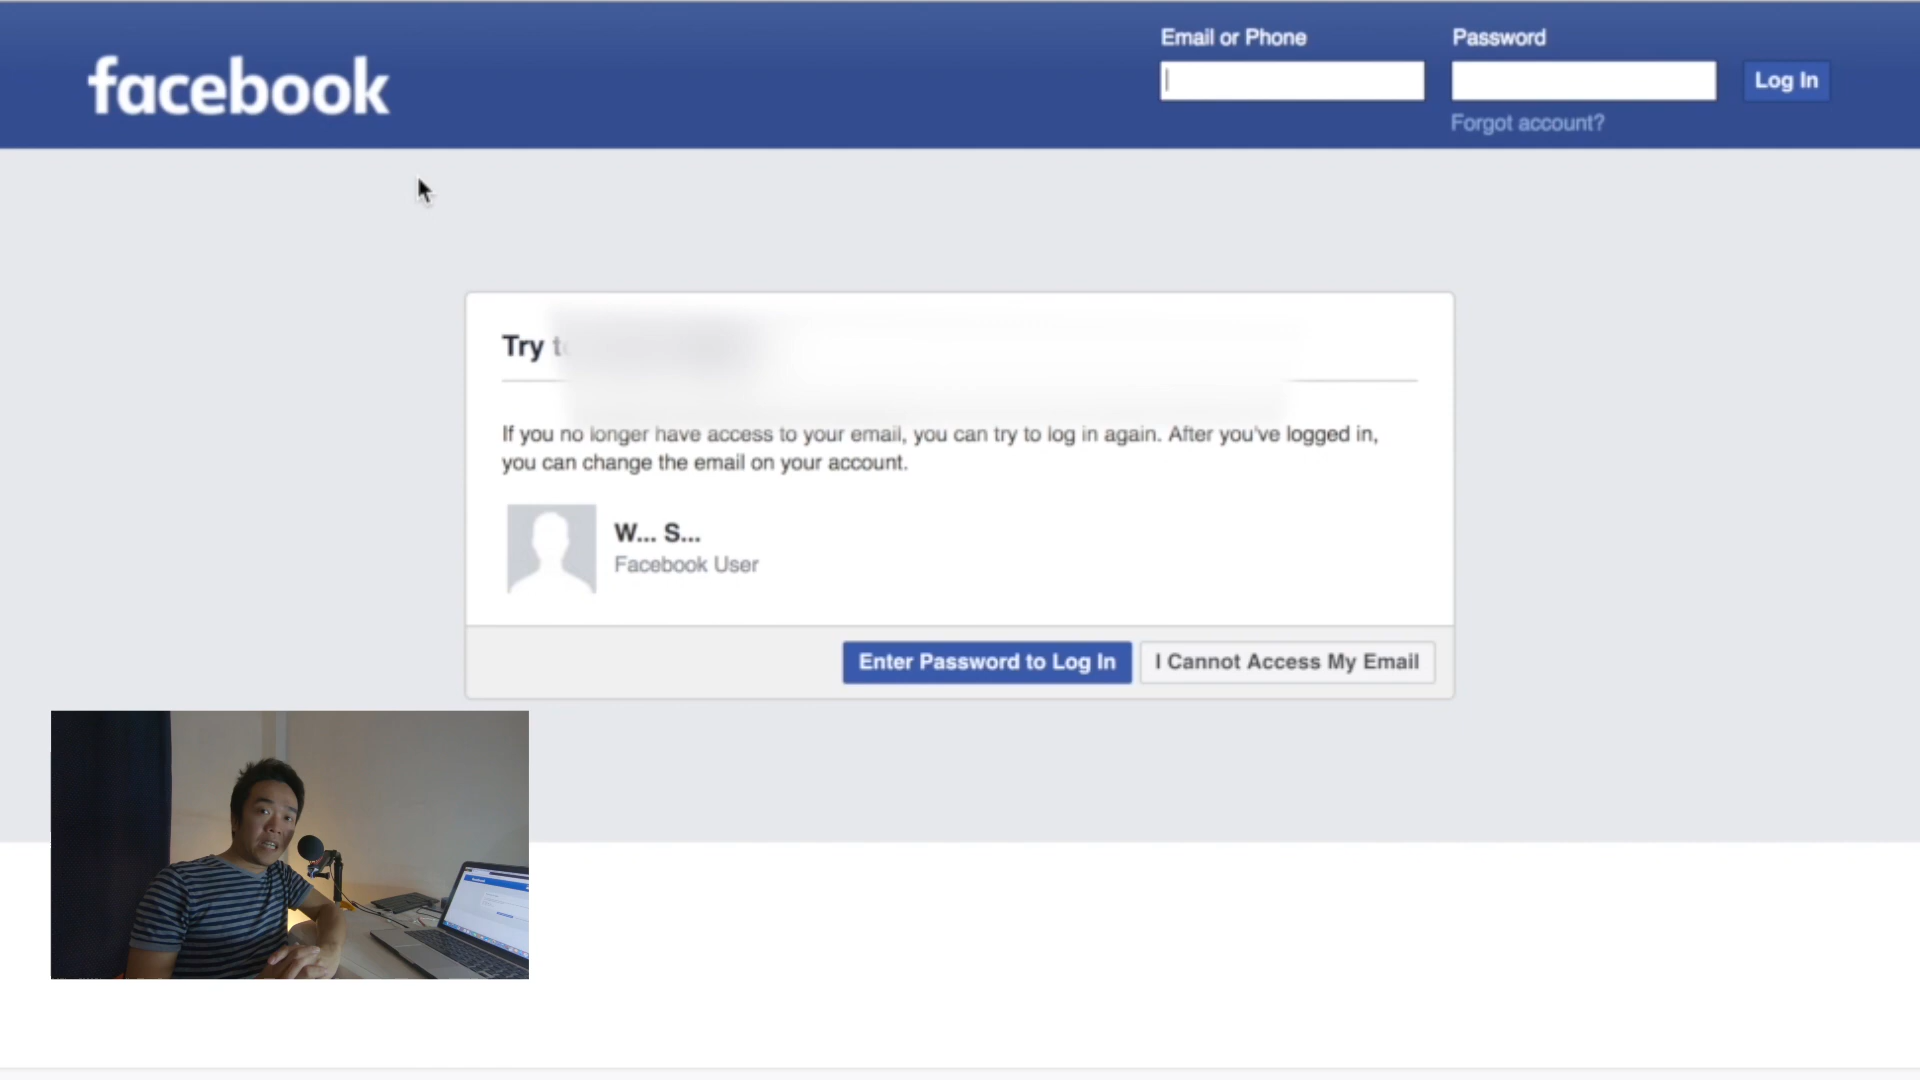 facebook
Email or Phone
Password
Log In
Forgot account?
Try
If you no longer have access to your email, you can try to log in again. After you've logged in,
you can change the email on your account.
W... S...
Facebook User
Enter Password to Log In
I Cannot Access My Email